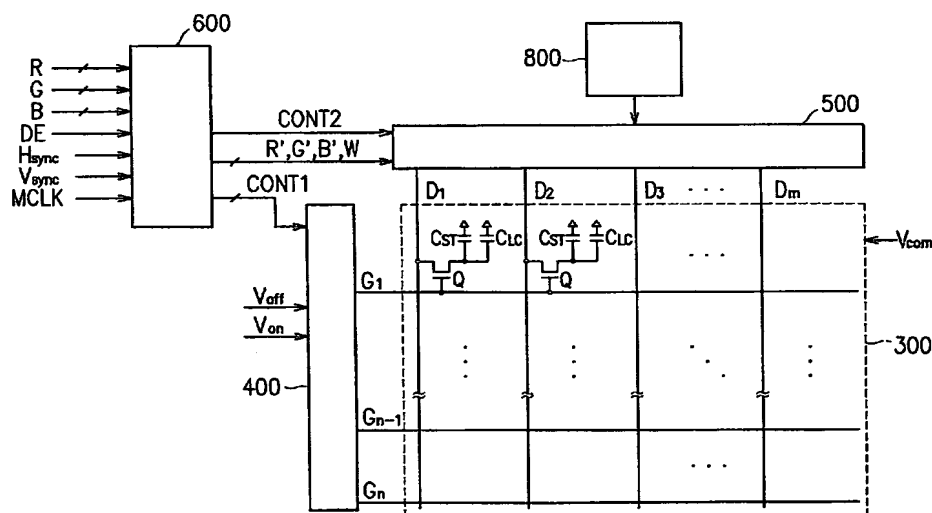 600
R
G
B
DE
Hsync
Vsync
MCLK
800
500
CONT2
R',G',B',W
CONT1
D1 D2 D3 ... Dm
CST CLC CST CLC
Vcom
Q Q
G1
Voff
Von
300
400
Gn-1
Gn